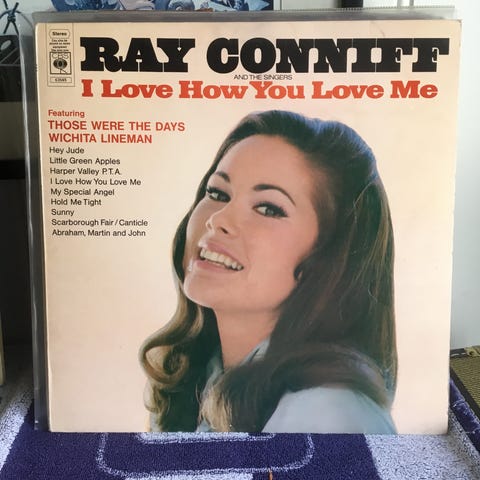 Stereo
CBS
63565
RAY CONNIFF
AND THE SINGERS
I Love How You Love Me
Featuring
THOSE WERE THE DAYS
WICHITA LINEMAN
Hey Jude
Little Green Apples
Harper Valley P.T.A.
I Love How You Love Me
My Special Angel
Hold Me Tight
Sunny
Scarborough Fair / Canticle
Abraham, Martin and John